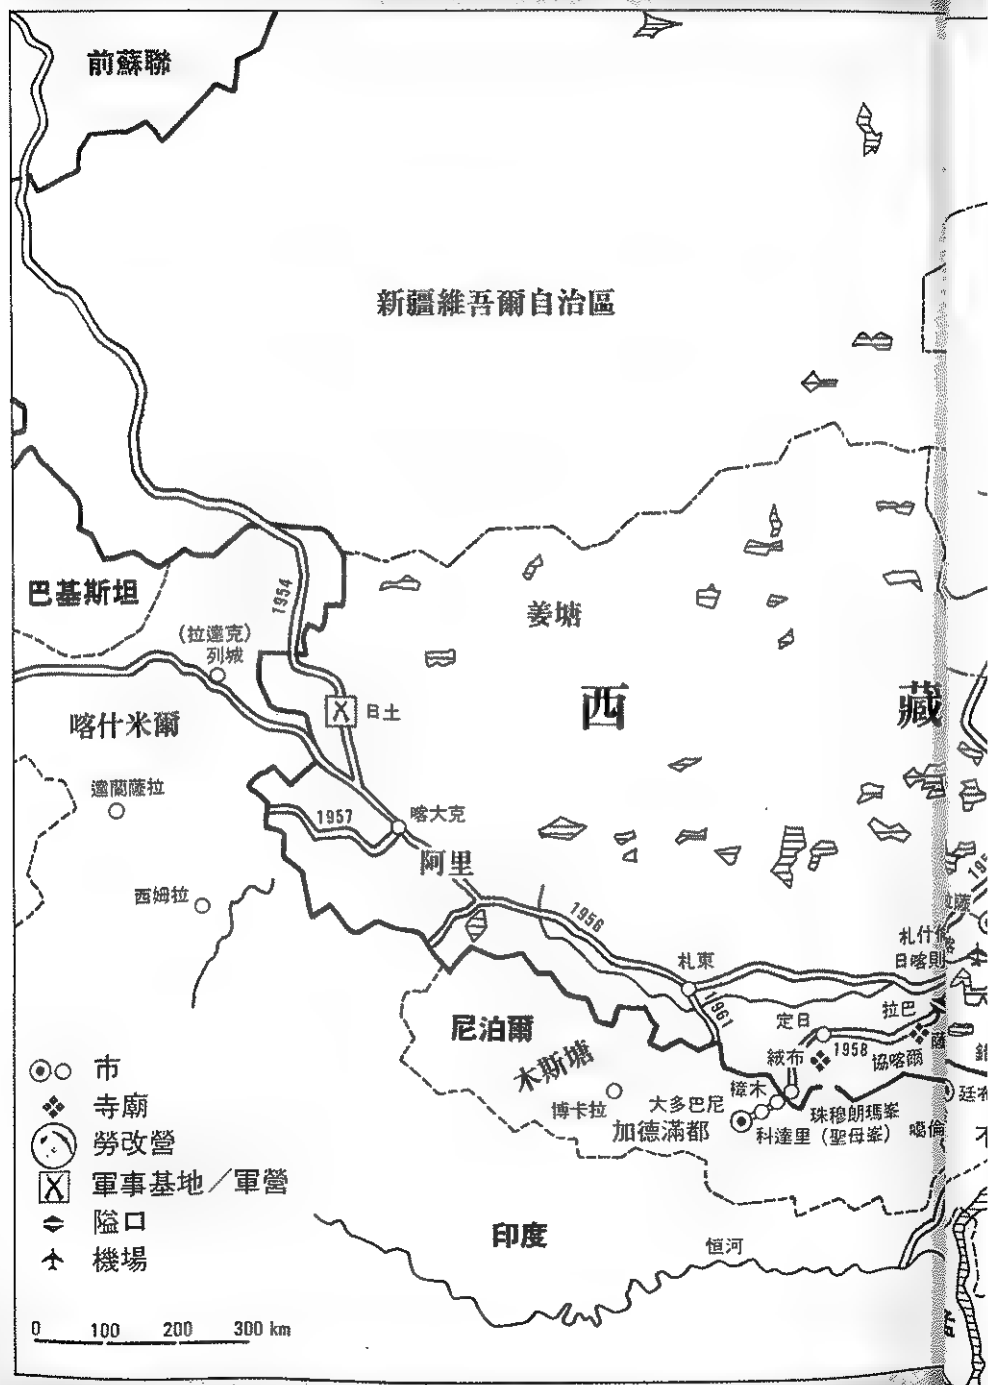 前蘇聯
新疆維吾爾自治區
巴基斯坦
1954
姜塘
(拉達克)
列城
西 藏
日土
喀什米爾
達蘭薩拉
1957
喀大克
阿里
西姆拉
1956
札東
札什倫
日喀則
1961
拉巴
定日
尼泊爾
1958
協喀爾
絨布
木斯塘
樟木
博卡拉
大多巴尼
珠穆朗瑪峯
加德滿都
科達里
(聖母峯)
市
寺廟
勞改營
軍事基地／軍營
隘口
機場
印度
恒河
0 100 200 300 km